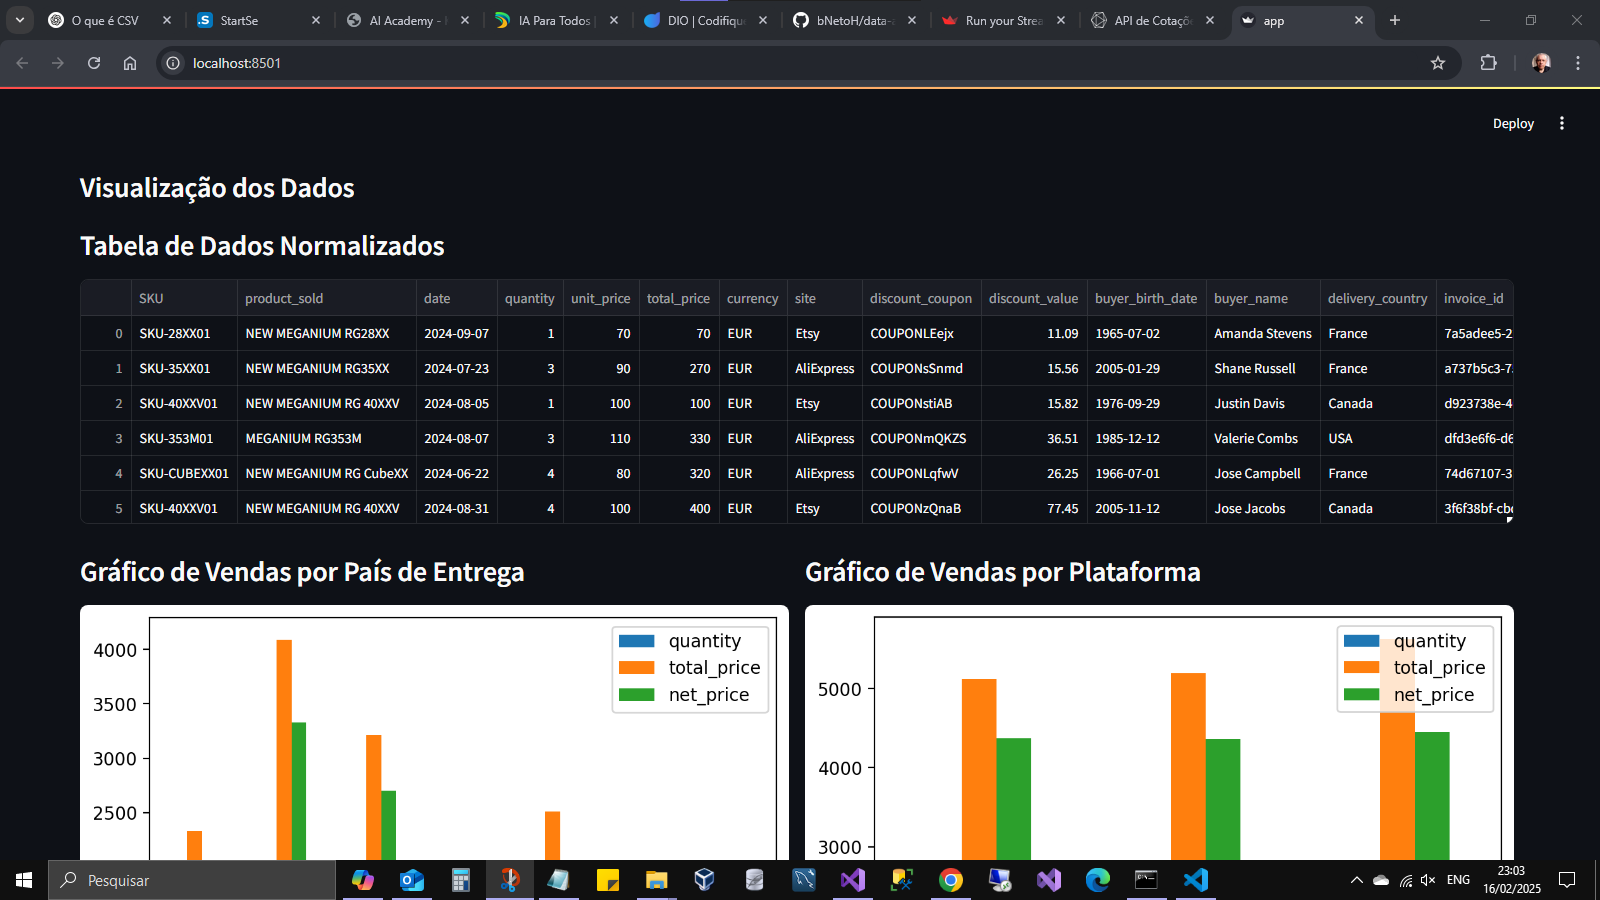 O que é CSV
StartSe
AI Academy -
IA Para Todos
DIO | Codifique
bNetoH/data-
Run your Strea
API de Cotaçõ
app
localhost:8501
Deploy
Visualização dos Dados
Tabela de Dados Normalizados
SKU product_sold date quantity unit_price total_price currency site discount_coupon discount_value buyer_birth_date buyer_name delivery_country invoice_id
0 SKU-28XX01 NEW MEGANIUM RG28XX 2024-09-07 1 70 70 EUR Etsy COUPONLEejx 11.09 1965-07-02 Amanda Stevens France 7a5adee5-2
1 SKU-35XX01 NEW MEGANIUM RG35XX 2024-07-23 3 90 270 EUR AliExpress COUPONsSnmd 15.56 2005-01-29 Shane Russell France a737b5c3-7
2 SKU-40XXV01 NEW MEGANIUM RG 40XXV 2024-08-05 1 100 100 EUR Etsy COUPONstiAB 15.82 1976-09-29 Justin Davis Canada d923738e-4
3 SKU-353M01 MEGANIUM RG353M 2024-08-07 3 110 330 EUR AliExpress COUPONmQKZS 36.51 1985-12-12 Valerie Combs USA dfd3e6f6-d6
4 SKU-CUBEXX01 NEW MEGANIUM RG CubeXX 2024-06-22 4 80 320 EUR AliExpress COUPONLqfwV 26.25 1966-07-01 Jose Campbell France 74d67107-3
5 SKU-40XXV01 NEW MEGANIUM RG 40XXV 2024-08-31 4 100 400 EUR Etsy COUPONzQnaB 77.45 2005-11-12 Jose Jacobs Canada 3f6f38bf-cb
Gráfico de Vendas por País de Entrega
4000
3500
3000
2500
quantity
total_price
net_price
Gráfico de Vendas por Plataforma
5000
4000
3000
quantity
total_price
net_price
Pesquisar
ENG
23:03
16/02/2025